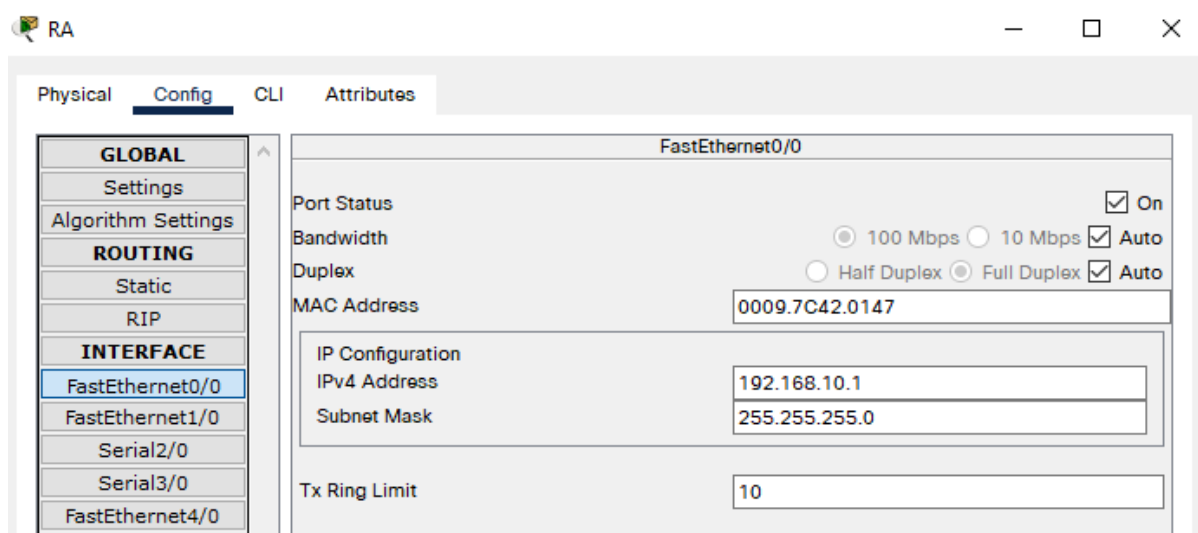 RA
Physical Config CLI Attributes
GLOBAL
Settings
Algorithm Settings
ROUTING
Static
RIP
INTERFACE
FastEthernet0/0
FastEthernet1/0
Serial2/0
Serial3/0
FastEthernet4/0
FastEthernet0/0
Port Status On
Bandwidth 100 Mbps 10 Mbps Auto
Duplex Half Duplex Full Duplex Auto
MAC Address 0009.7C42.0147
IP Configuration
IPv4 Address 192.168.10.1
Subnet Mask 255.255.255.0
Tx Ring Limit 10